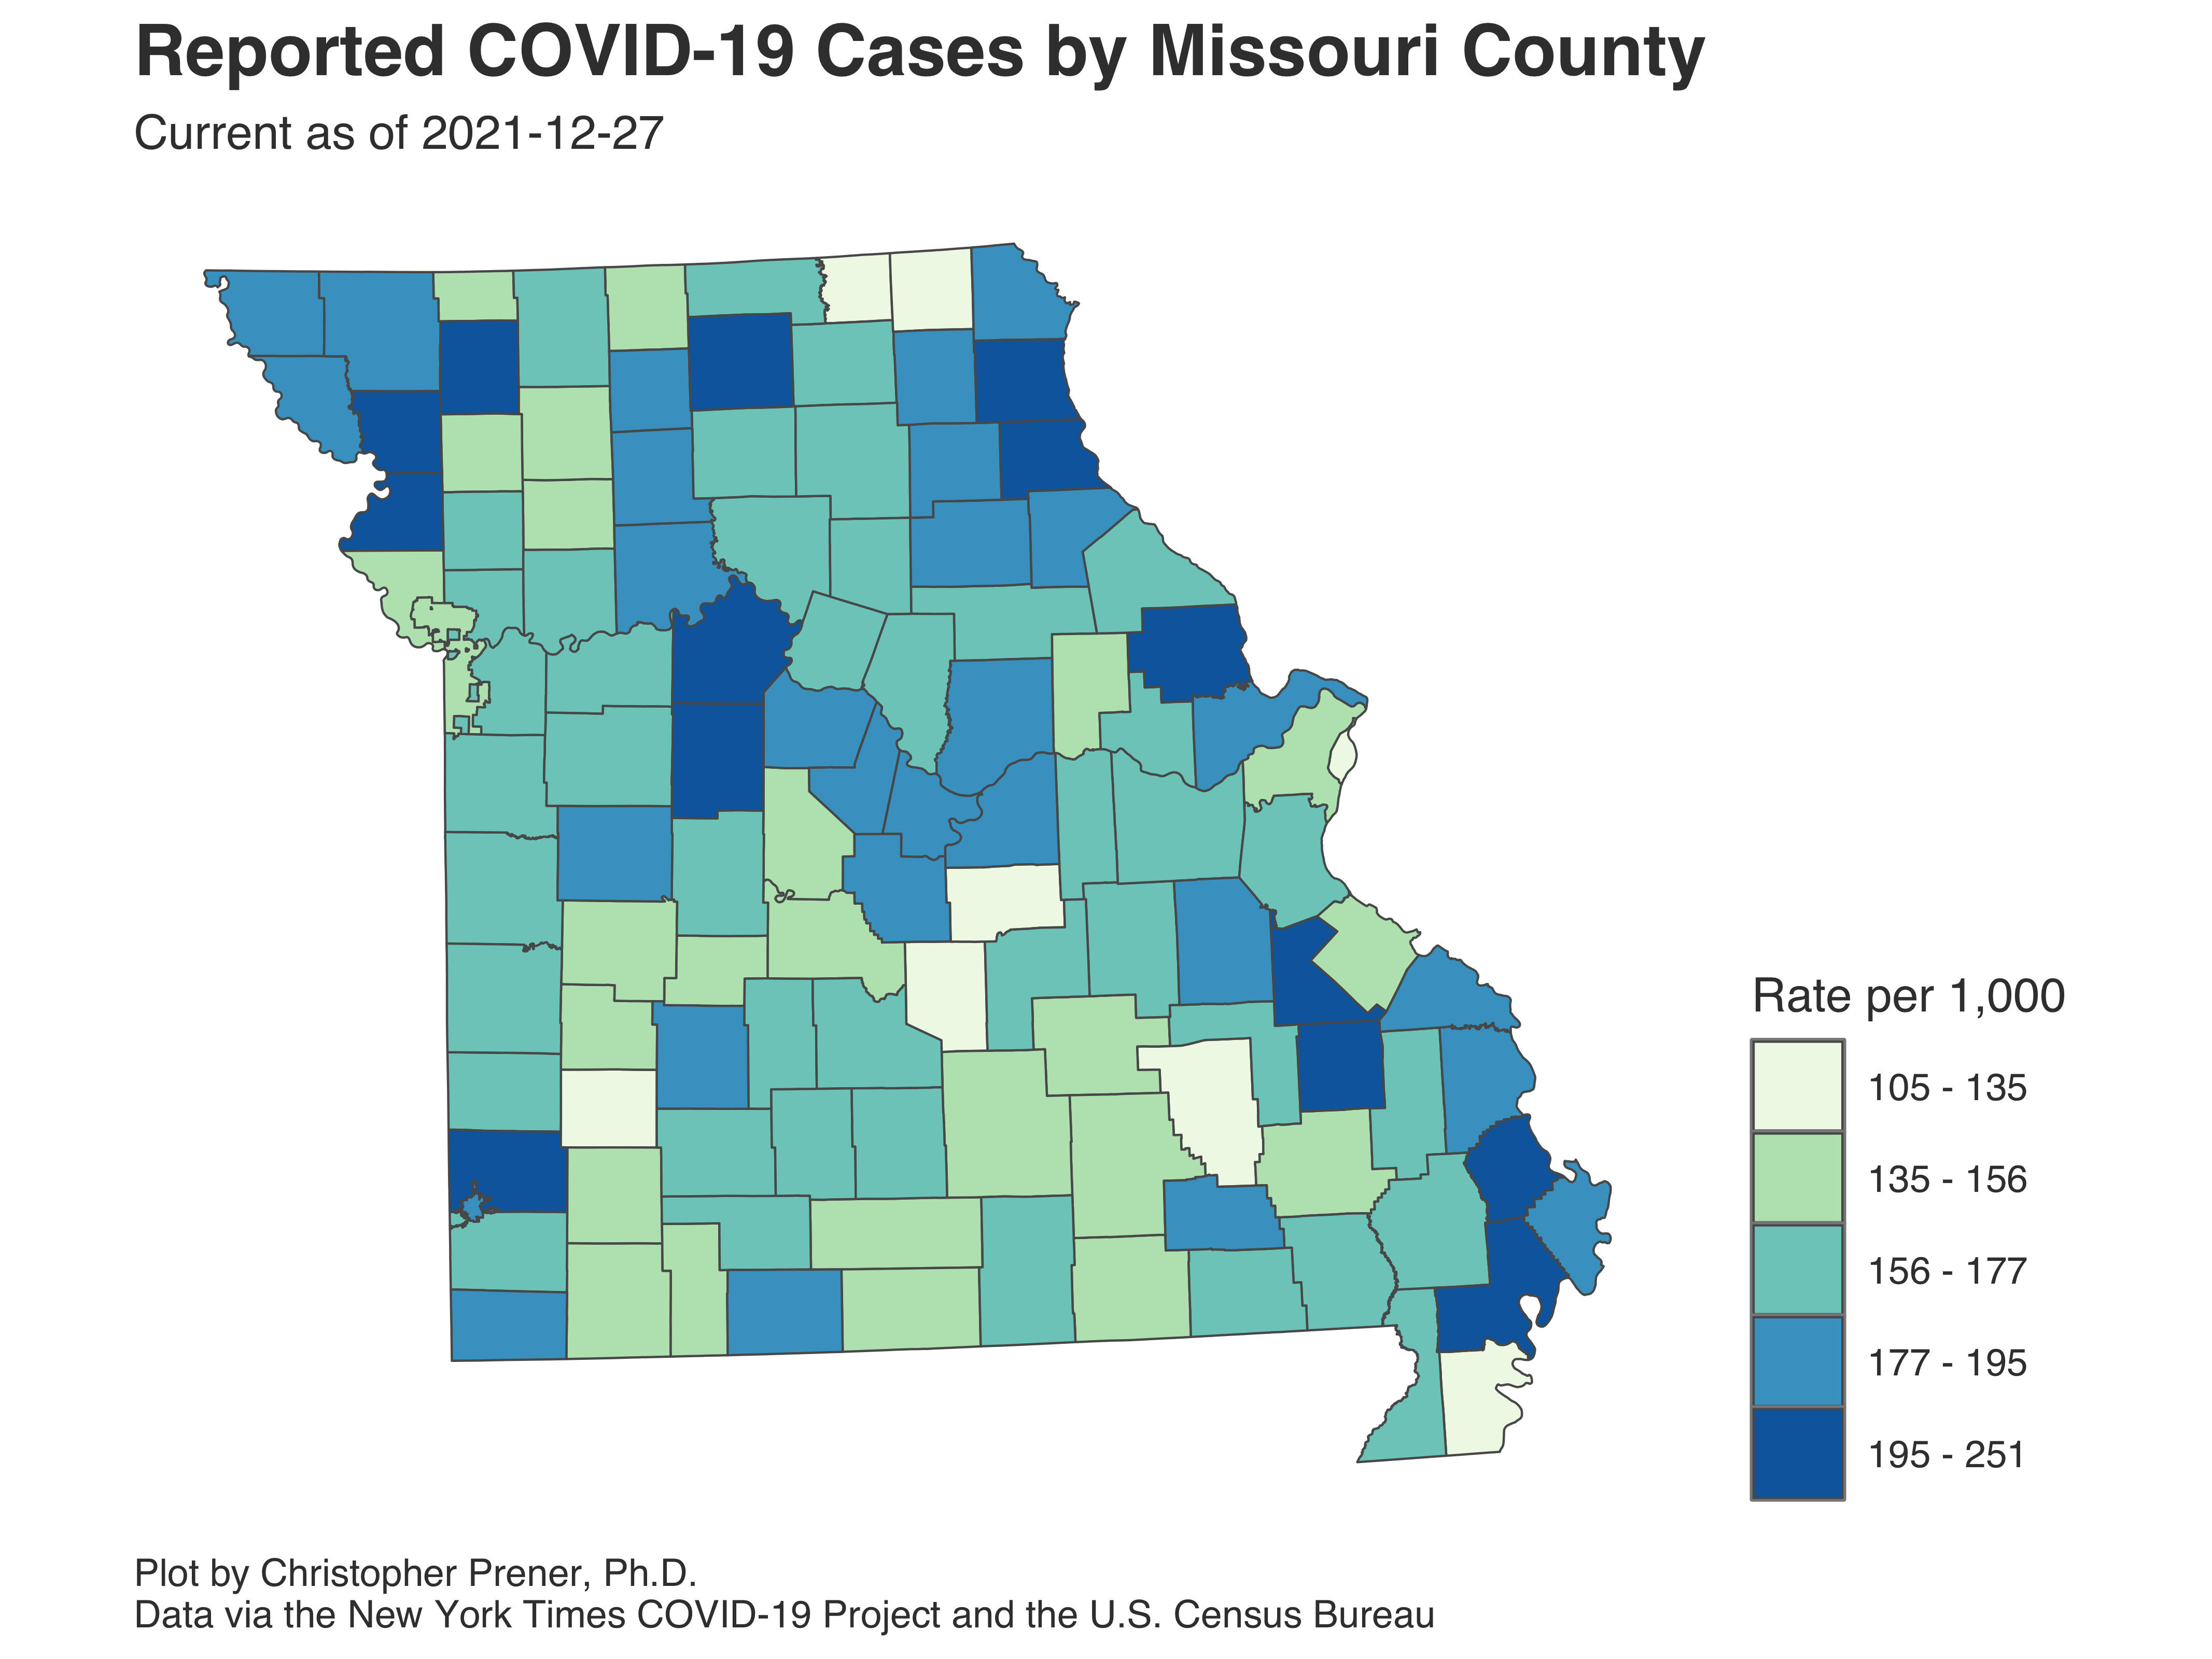 Reported COVID-19 Cases by Missouri County
Current as of 2021-12-27
Rate per 1,000
105 - 135
135 - 156
156 - 177
177 - 195
195 - 251
Plot by Christopher Prener, Ph.D.
Data via the New York Times COVID-19 Project and the U.S. Census Bureau